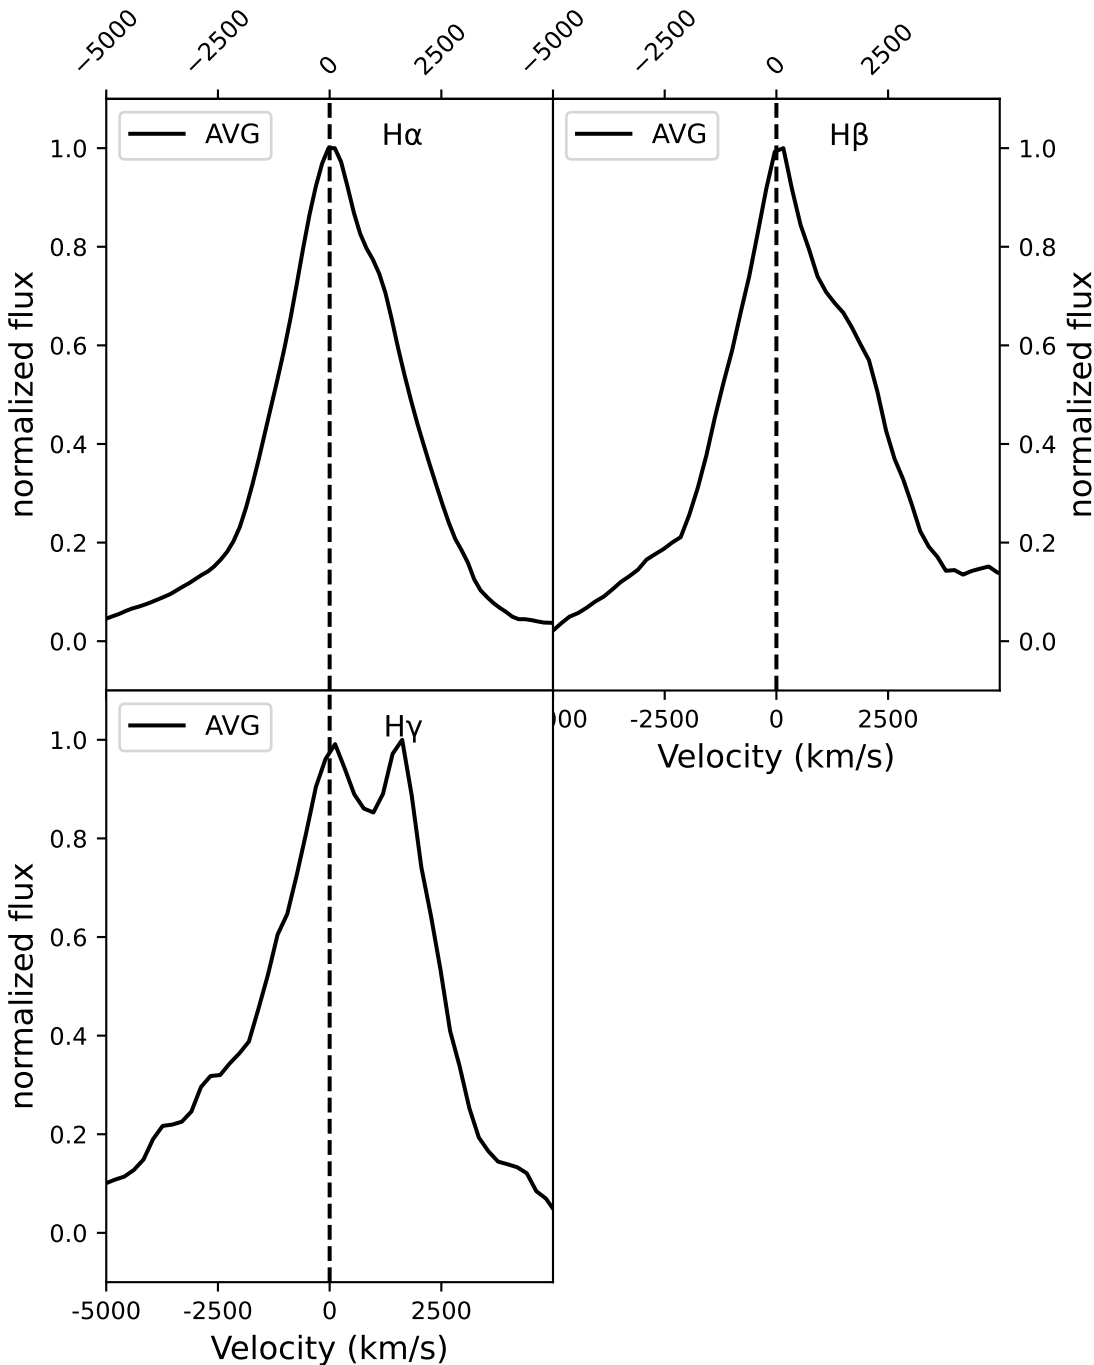 −5000 −2500 0 2500 −5000 −2500 0 2500
AVG Hα AVG Hβ
1.0 1.0
0.8 0.8
0.6 0.6
0.4 0.4
0.2 0.2
0.0 0.0
normalized flux normalized flux
000 -2500 0 2500
Velocity (km/s)
AVG Hγ
1.0
0.8
0.6
0.4
0.2
0.0
normalized flux
-5000 -2500 0 2500
Velocity (km/s)